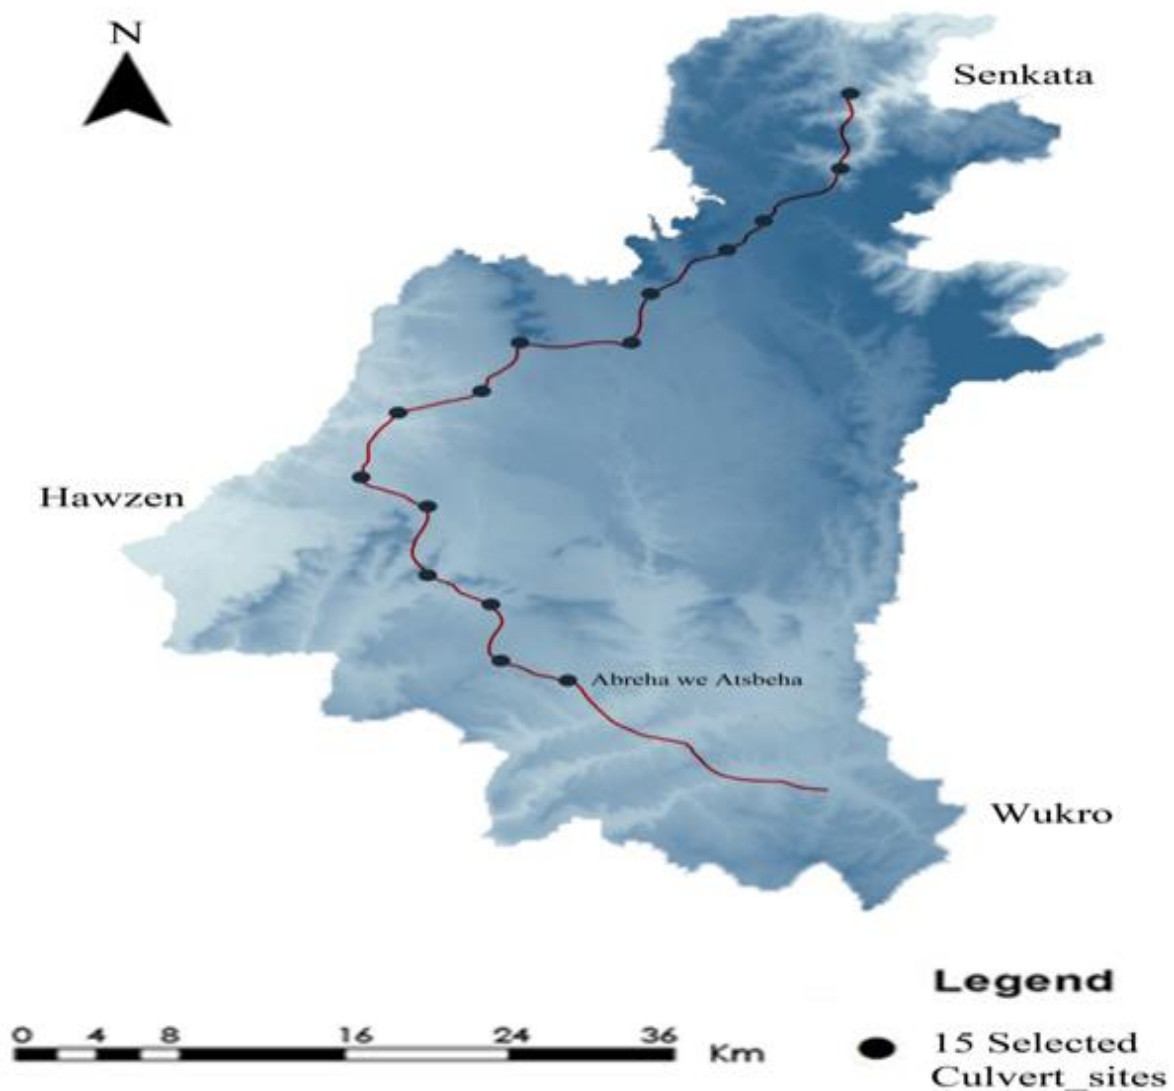 N
Senkata
Hawzen
Abreha we Atsbeha
Wukro
Legend
15 Selected
Culvert_sites
0 4 8 16 24 36 Km